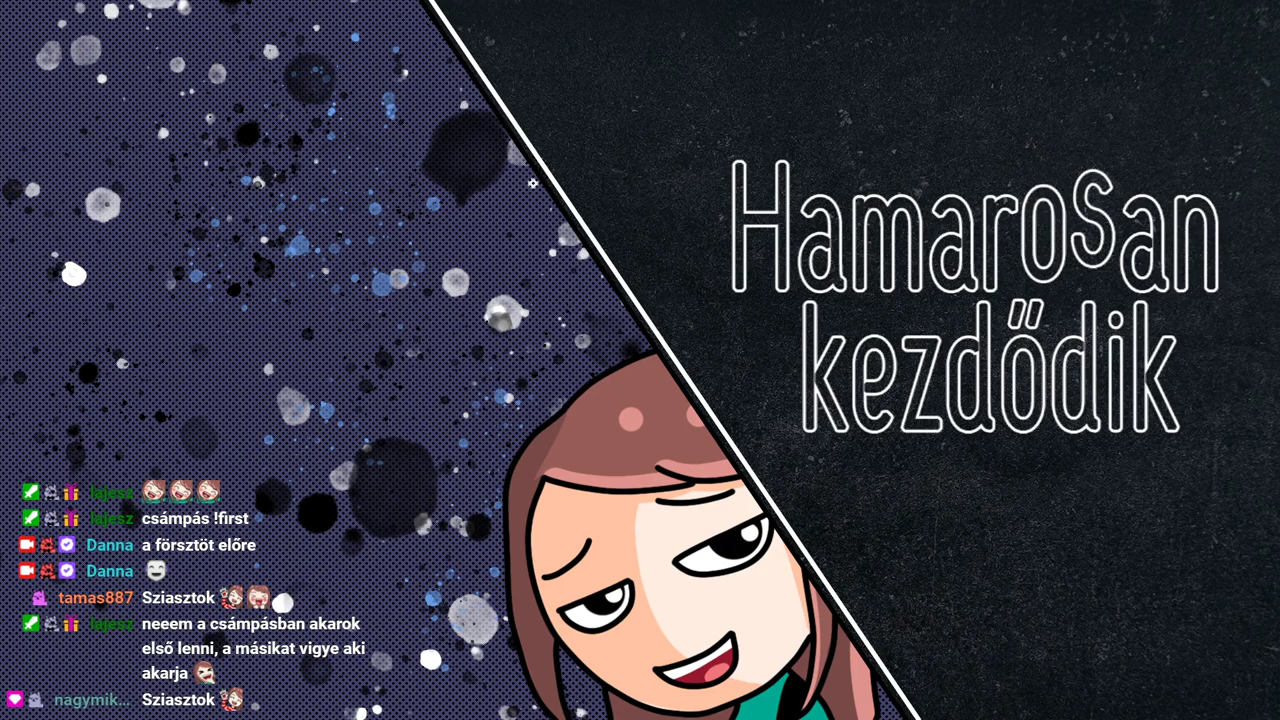 Hamarosan
kezdődik
lajesz
lajesz csámpás !first
Danna a försztöt előre
Danna
tamas887 Sziasztok
lajesz neeem a csámpásban akarok
első lenni, a másikat vigye aki
akarja
nagymik... Sziasztok